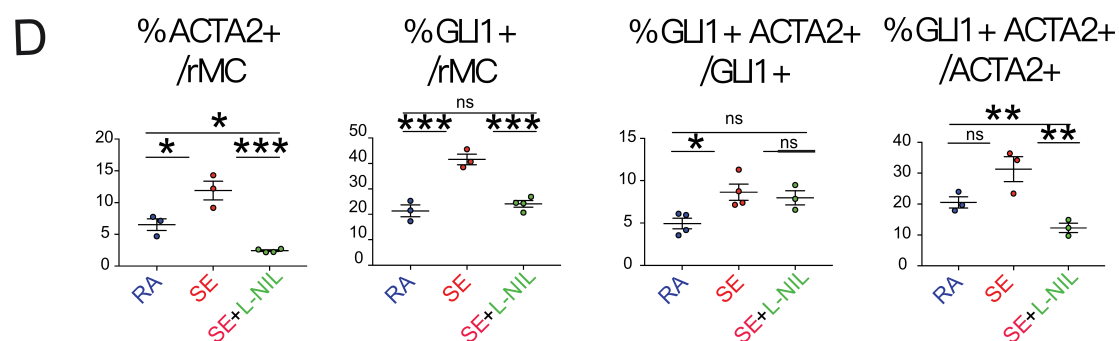 D
%ACTA2+
/rMC
*
*
***
20
15
10
5
0
RA
SE
SE+L-NIL
%GLI1+
/rMC
ns
***
***
50
40
30
20
10
0
RA
SE
SE+L-NIL
%GLI1+ ACTA2+
/GLI1+
ns
*
ns
15
10
5
0
RA
SE
SE+L-NIL
%GLI1+ ACTA2+
/ACTA2+
**
ns
**
40
30
20
10
0
RA
SE
SE+L-NIL